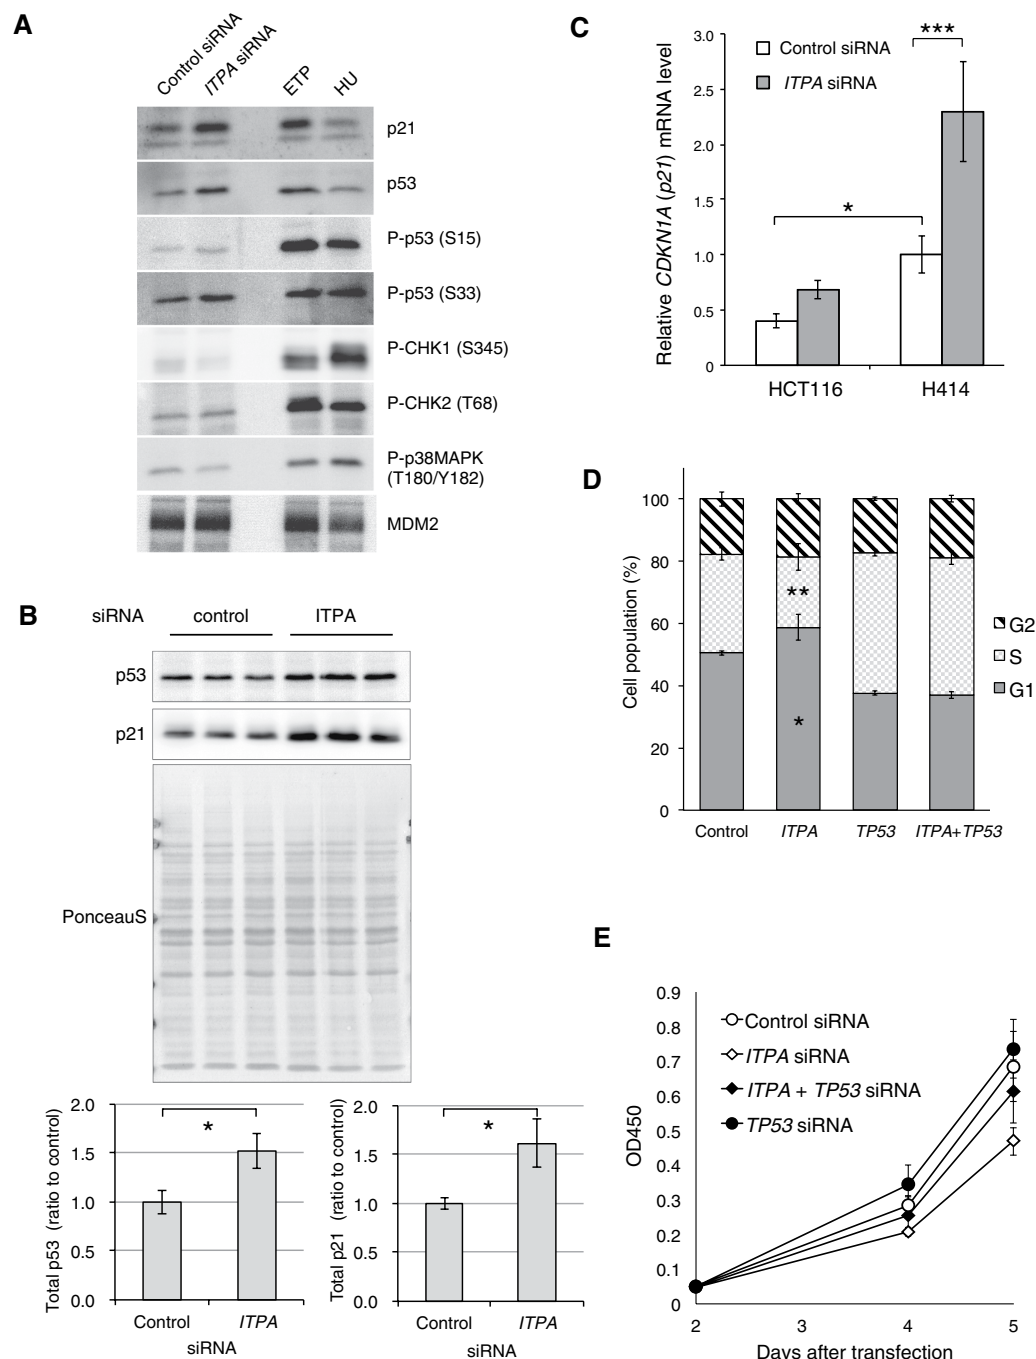 A
Control siRNA
ITPA siRNA
ETP
HU
p21
p53
P-p53 (S15)
P-p53 (S33)
P-CHK1 (S345)
P-CHK2 (T68)
P-p38MAPK
(T180/Y182)
MDM2
B
siRNA control ITPA
p53
p21
PonceauS
Total p53 (ratio to control)
2.0
1.5
1.0
0.5
0.0
*
Control ITPA
siRNA
Total p21 (ratio to control)
2.0
1.5
1.0
0.5
0.0
*
Control ITPA
siRNA
C
Relative CDKN1A (p21) mRNA level
3.0
2.5
2.0
1.5
1.0
0.5
0
Control siRNA
ITPA siRNA
***
*
HCT116 H414
D
Cell population (%)
100
80
60
40
20
0
**
*
G2
S
G1
Control ITPA TP53 ITPA+TP53
E
OD450
0.9
0.8
0.7
0.6
0.5
0.4
0.3
0.2
0.1
0
Control siRNA
ITPA siRNA
ITPA + TP53 siRNA
TP53 siRNA
2 3 4 5
Days after transfection